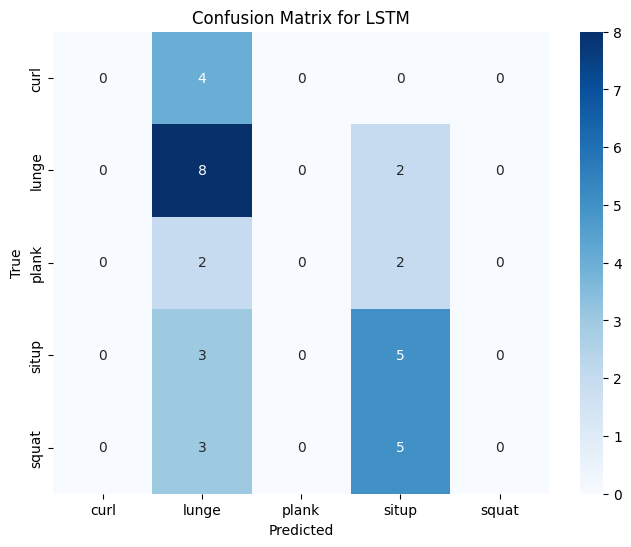 Confusion Matrix for LSTM
curl 0 4 0 0 0
lunge 0 8 0 2 0
plank 0 2 0 2 0
situp 0 3 0 5 0
squat 0 3 0 5 0
True
curl lunge plank situp squat
Predicted
8
7
6
5
4
3
2
1
0